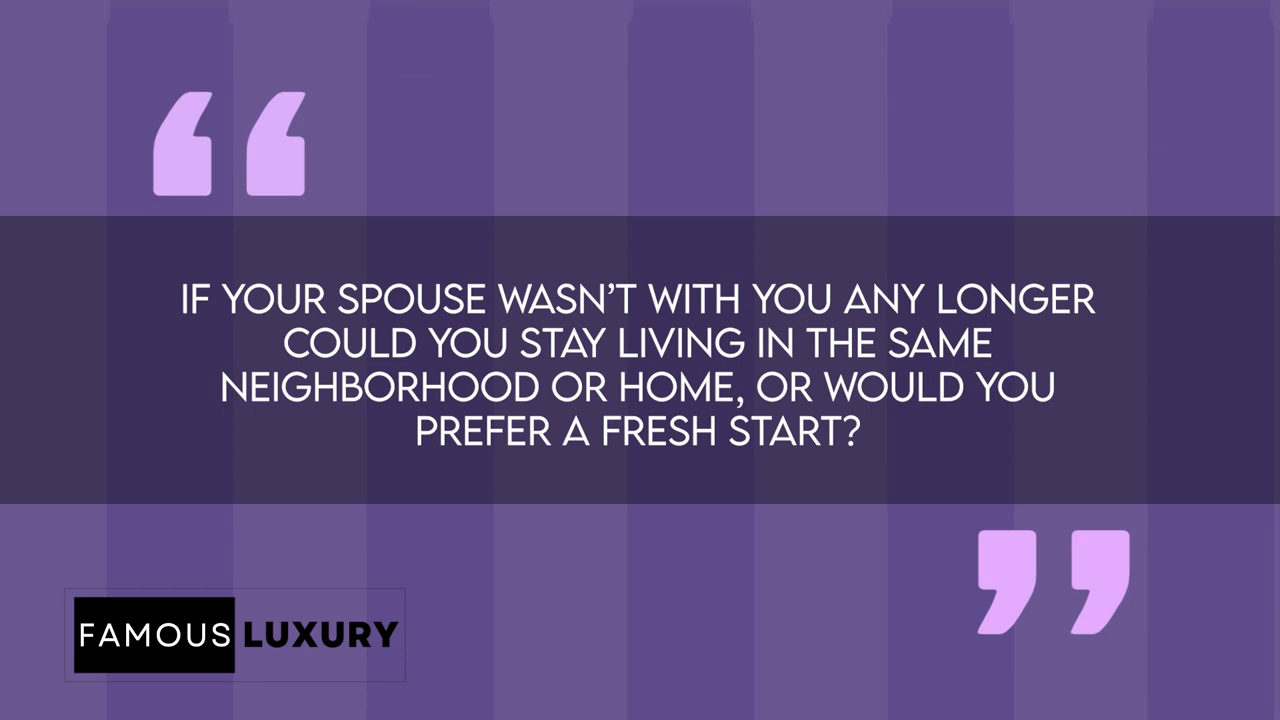 “
IF YOUR SPOUSE WASN’T WITH YOU ANY LONGER
COULD YOU STAY LIVING IN THE SAME
NEIGHBORHOOD OR HOME, OR WOULD YOU
PREFER A FRESH START?
”
FAMOUS LUXURY